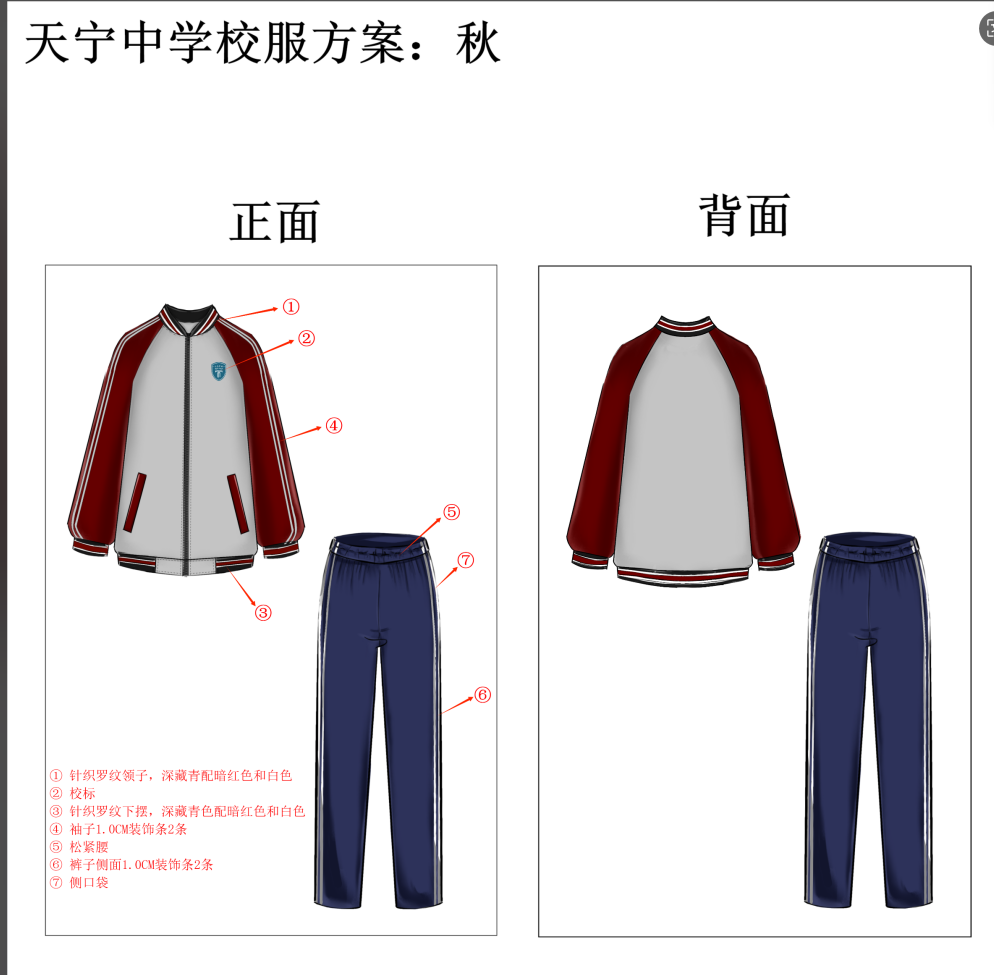 天宁中学校服方案：秋
正面
背面
①
②
④
⑤
⑦
③
⑥
① 针织罗纹领子，深藏青配暗红色和白色
② 校标
③ 针织罗纹下摆，深藏青色配暗红色和白色
④ 袖子1.0CM装饰条2条
⑤ 松紧腰
⑥ 裤子侧面1.0CM装饰条2条
⑦ 侧口袋